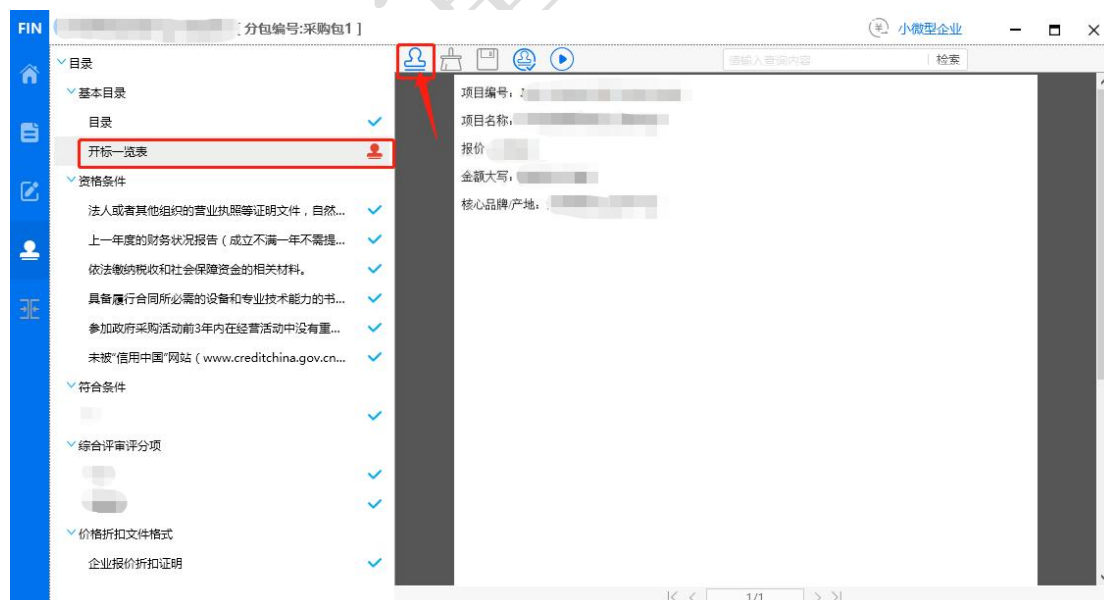 FIN
[ 分包编号:采购包1 ]
小微型企业
目录
请输入查询内容
检索
基本目录
目录
开标一览表
资格条件
法人或者其他组织的营业执照等证明文件，自然...
上一年度的财务状况报告 ( 成立不满一年不需提...
依法缴纳税收和社会保障资金的相关材料。
具备履行合同所必需的设备和专业技术能力的书...
参加政府采购活动前3年内在经营活动中没有重...
未被"信用中国"网站 ( www.creditchina.gov.cn...
符合条件
综合评审评分项
价格折扣文件格式
企业报价折扣证明
项目编号：
项目名称：
报价
金额大写：
核心品牌/产地：
1/1